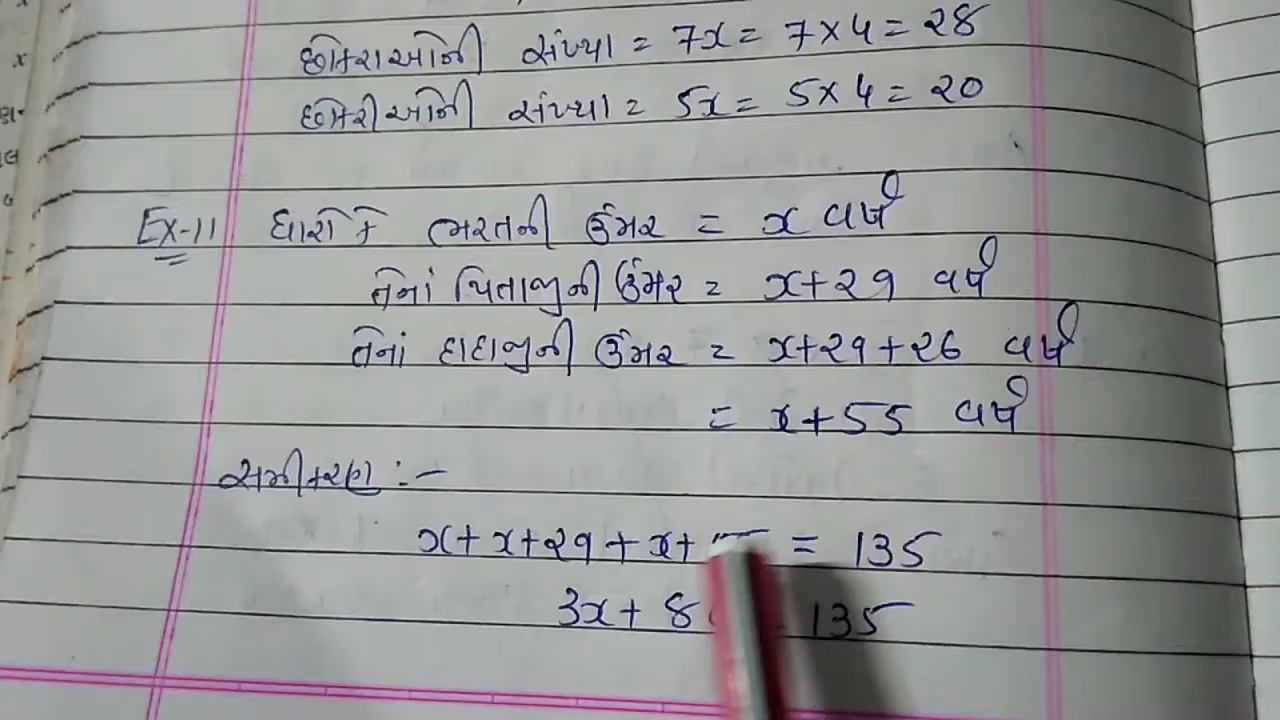 છોકરાઓની સંખ્યા = 7x = 7×4 = 28
છોકરીઓની સંખ્યા = 5x = 5×4 = 20
Ex-11 ધારો કે ભરતની ઉંમર = x વર્ષ
તેનાં પિતાજીની ઉંમર = x+29 વર્ષ
તેનાં દાદાજીની ઉંમર = x+29+26 વર્ષ
= x+55 વર્ષ
સમીકરણ :-
x+x+29+x+ = 135
3x+8 135